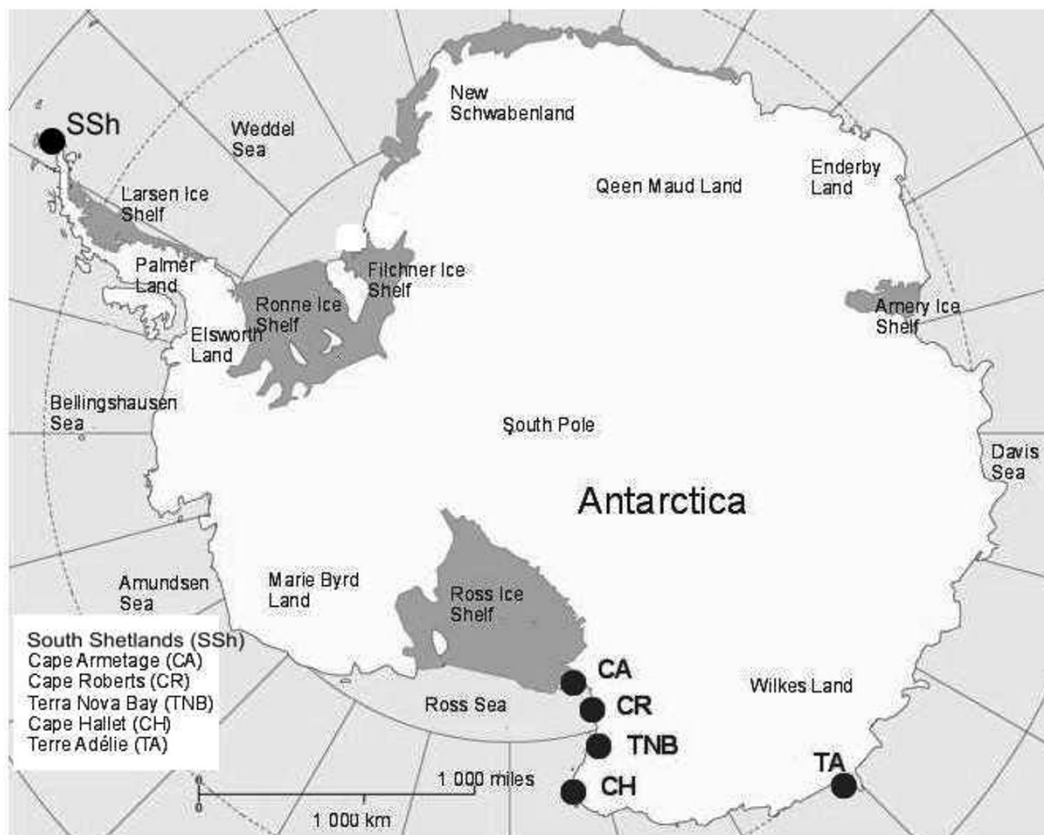 New
Schwabenland
SSh
Weddel
Sea
Enderby
Land
Qeen Maud Land
Larsen Ice
Shelf
Palmer
Land
Filchner Ice
Shelf
Ronne Ice
Shelf
Amery Ice
Shelf
Elsworth
Land
Bellingshausen
Sea
South Pole
Davis
Sea
Antarctica
Amundsen
Sea
Marie Byrd
Land
Ross Ice
Shelf
South Shetlands (SSh)
Cape Armetage (CA)
Cape Roberts (CR)
Terra Nova Bay (TNB)
Cape Hallet (CH)
Terre Adélie (TA)
CA
Wilkes Land
Ross Sea
CR
TNB
TA
1 000 miles
CH
0
0
1 000 km